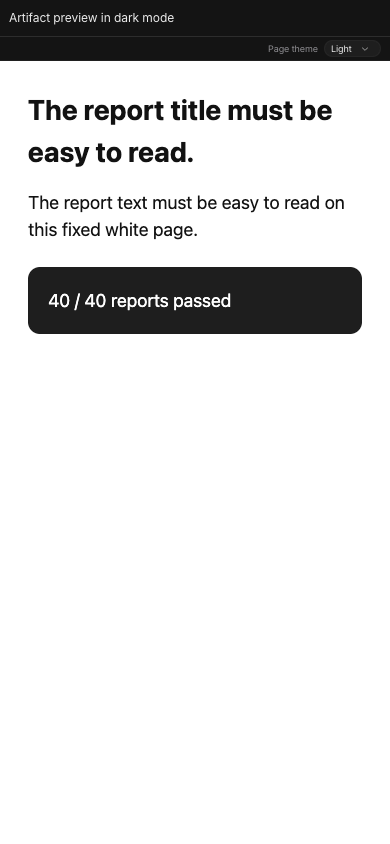 Artifact preview in dark mode
Page theme Light
The report title must be
easy to read.
The report text must be easy to read on
this fixed white page.
40 / 40 reports passed